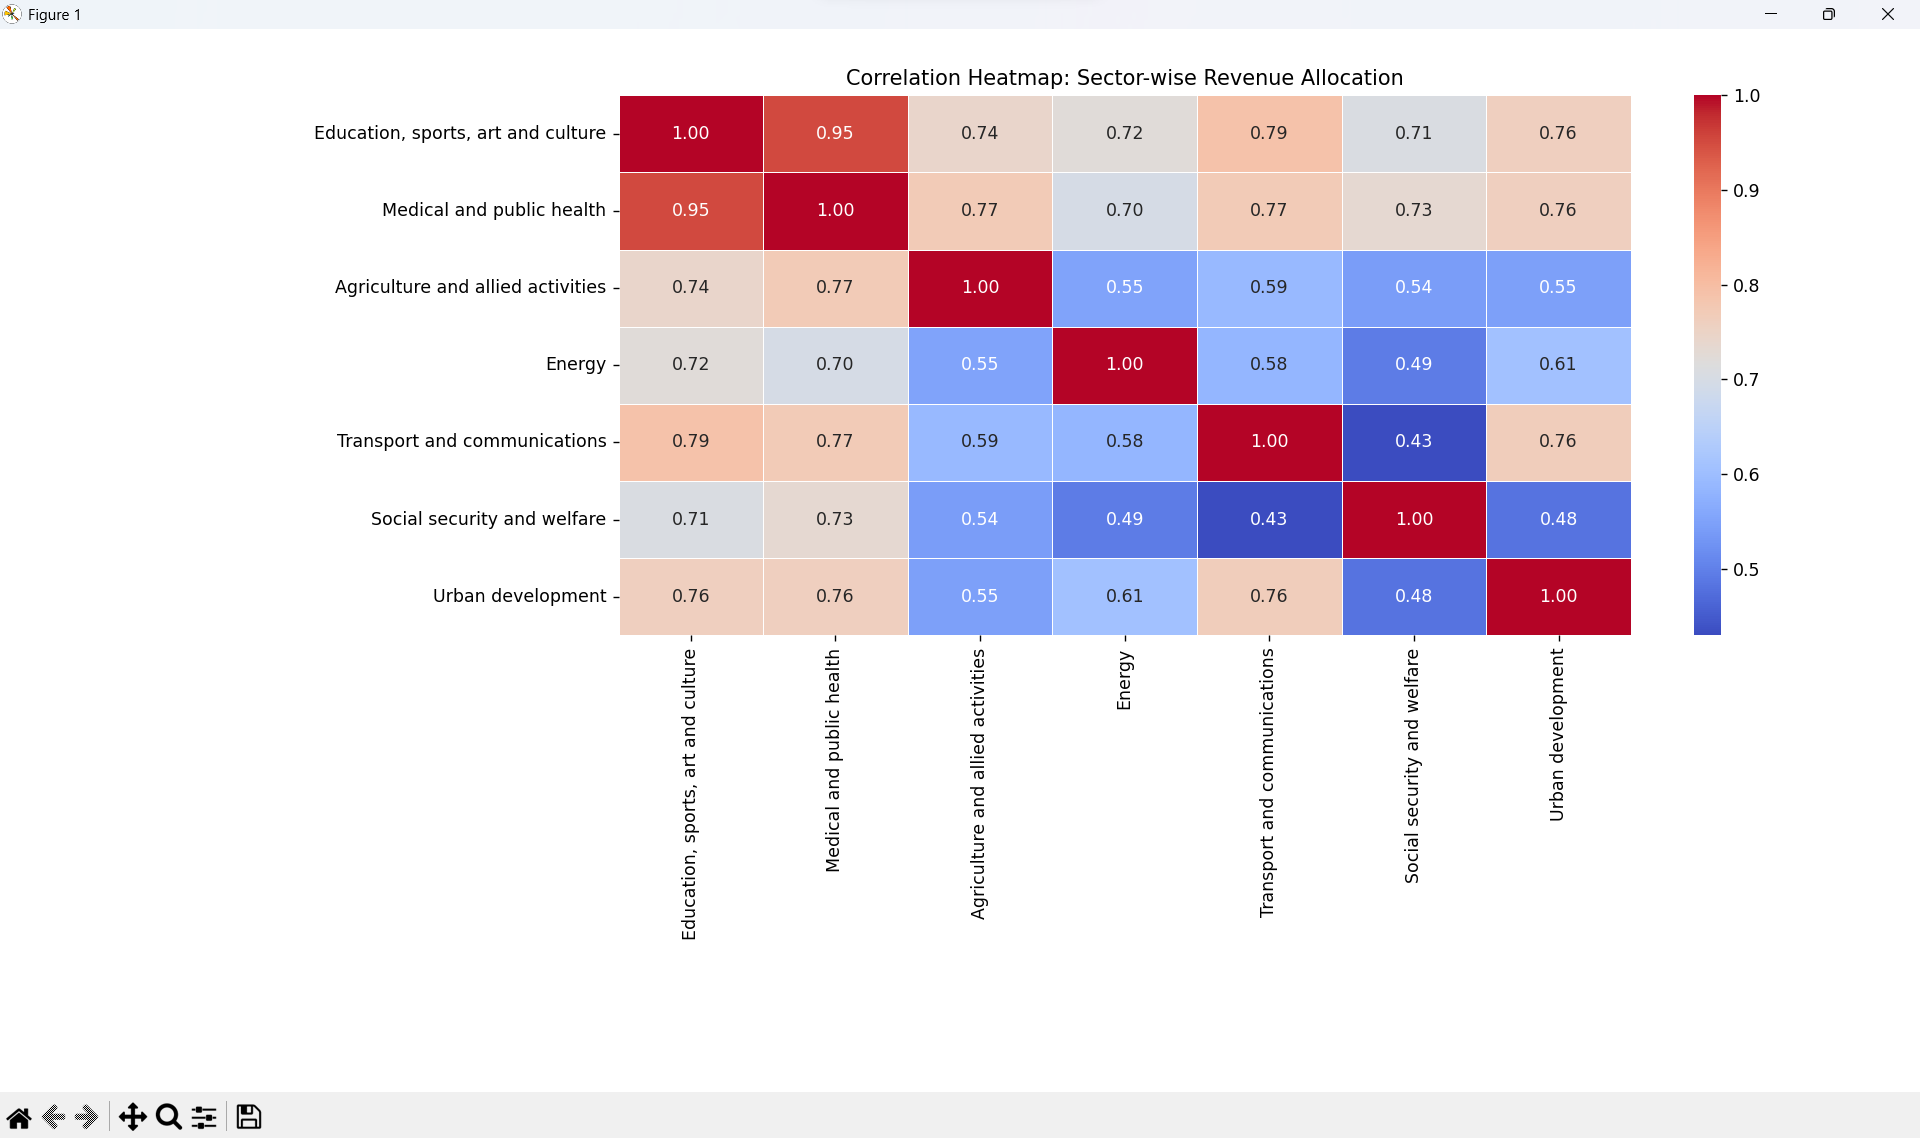 Figure 1
Correlation Heatmap: Sector-wise Revenue Allocation
Education, sports, art and culture 1.00 0.95 0.74 0.72 0.79 0.71 0.76
Medical and public health 0.95 1.00 0.77 0.70 0.77 0.73 0.76
Agriculture and allied activities 0.74 0.77 1.00 0.55 0.59 0.54 0.55
Energy 0.72 0.70 0.55 1.00 0.58 0.49 0.61
Transport and communications 0.79 0.77 0.59 0.58 1.00 0.43 0.76
Social security and welfare 0.71 0.73 0.54 0.49 0.43 1.00 0.48
Urban development 0.76 0.76 0.55 0.61 0.76 0.48 1.00
Education, sports, art and culture
Medical and public health
Agriculture and allied activities
Energy
Transport and communications
Social security and welfare
Urban development
1.0
0.9
0.8
0.7
0.6
0.5